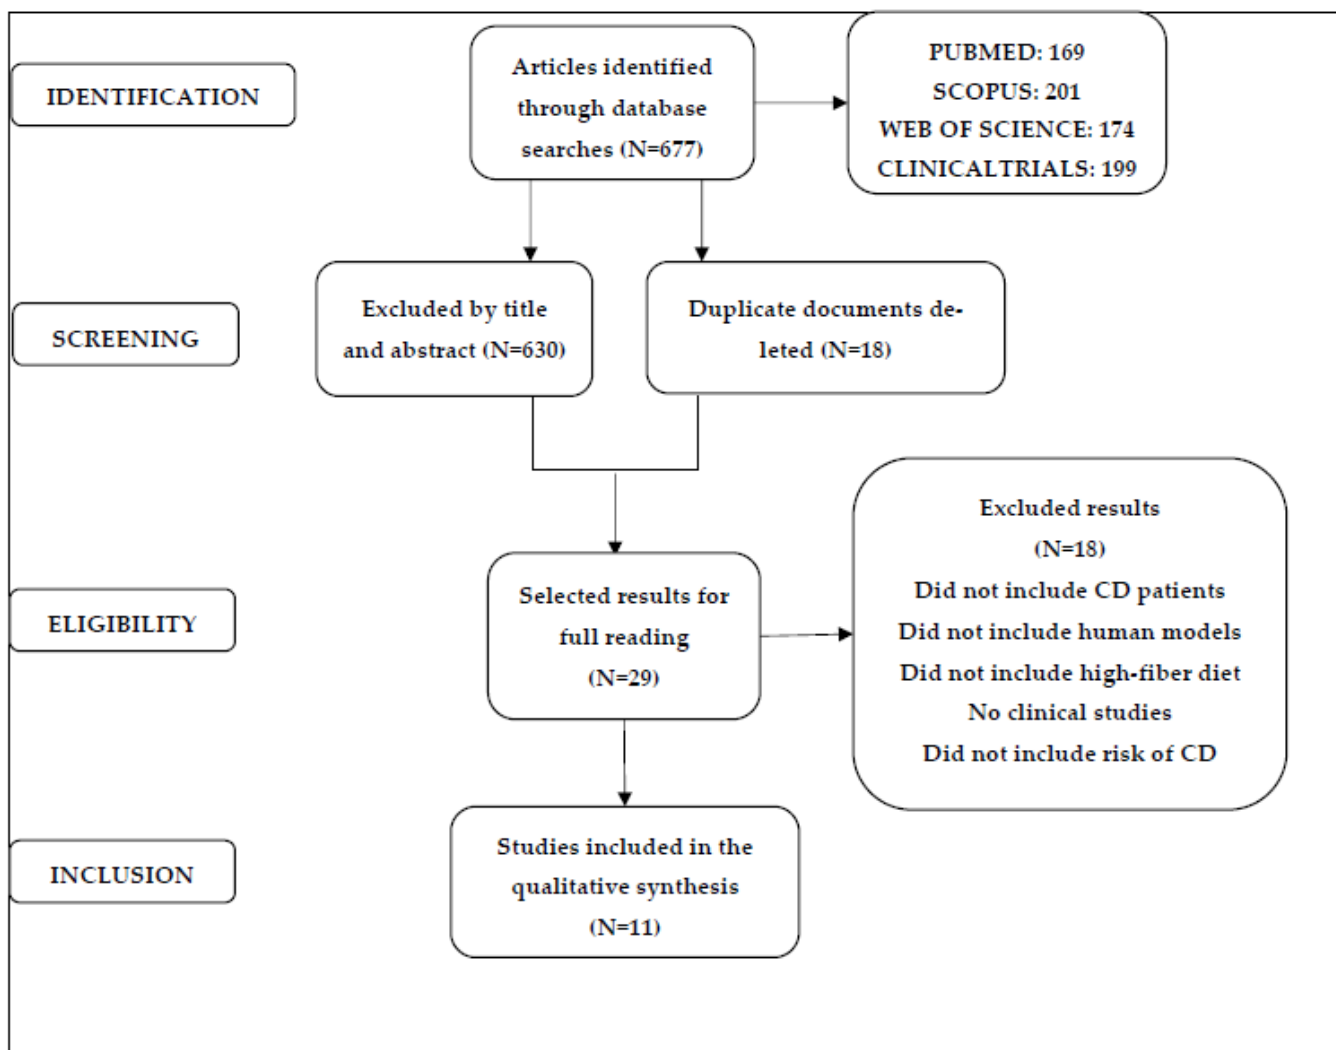 IDENTIFICATION
Articles identified
through database
searches (N=677)
PUBMED: 169
SCOPUS: 201
WEB OF SCIENCE: 174
CLINICALTRIALS: 199
SCREENING
Excluded by title
and abstract (N=630)
Duplicate documents de-
leted (N=18)
ELIGIBILITY
Selected results for
full reading
(N=29)
Excluded results
(N=18)
Did not include CD patients
Did not include human models
Did not include high-fiber diet
No clinical studies
Did not include risk of CD
INCLUSION
Studies included in the
qualitative synthesis
(N=11)